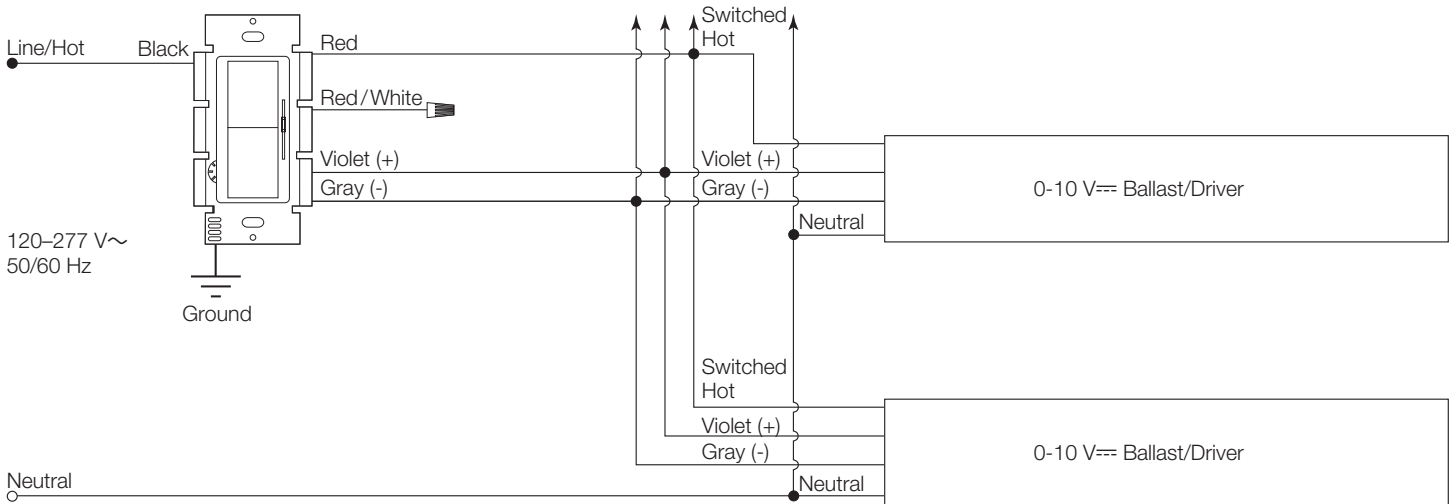 Switched
Hot
Line/Hot
Black
Red
Red/White
Violet (+)
Violet (+)
Gray (-)
Gray (-)
0-10 V⎓ Ballast/Driver
Neutral
120–277 V~
50/60 Hz
Ground
Switched
Hot
Violet (+)
Gray (-)
0-10 V⎓ Ballast/Driver
Neutral
Neutral